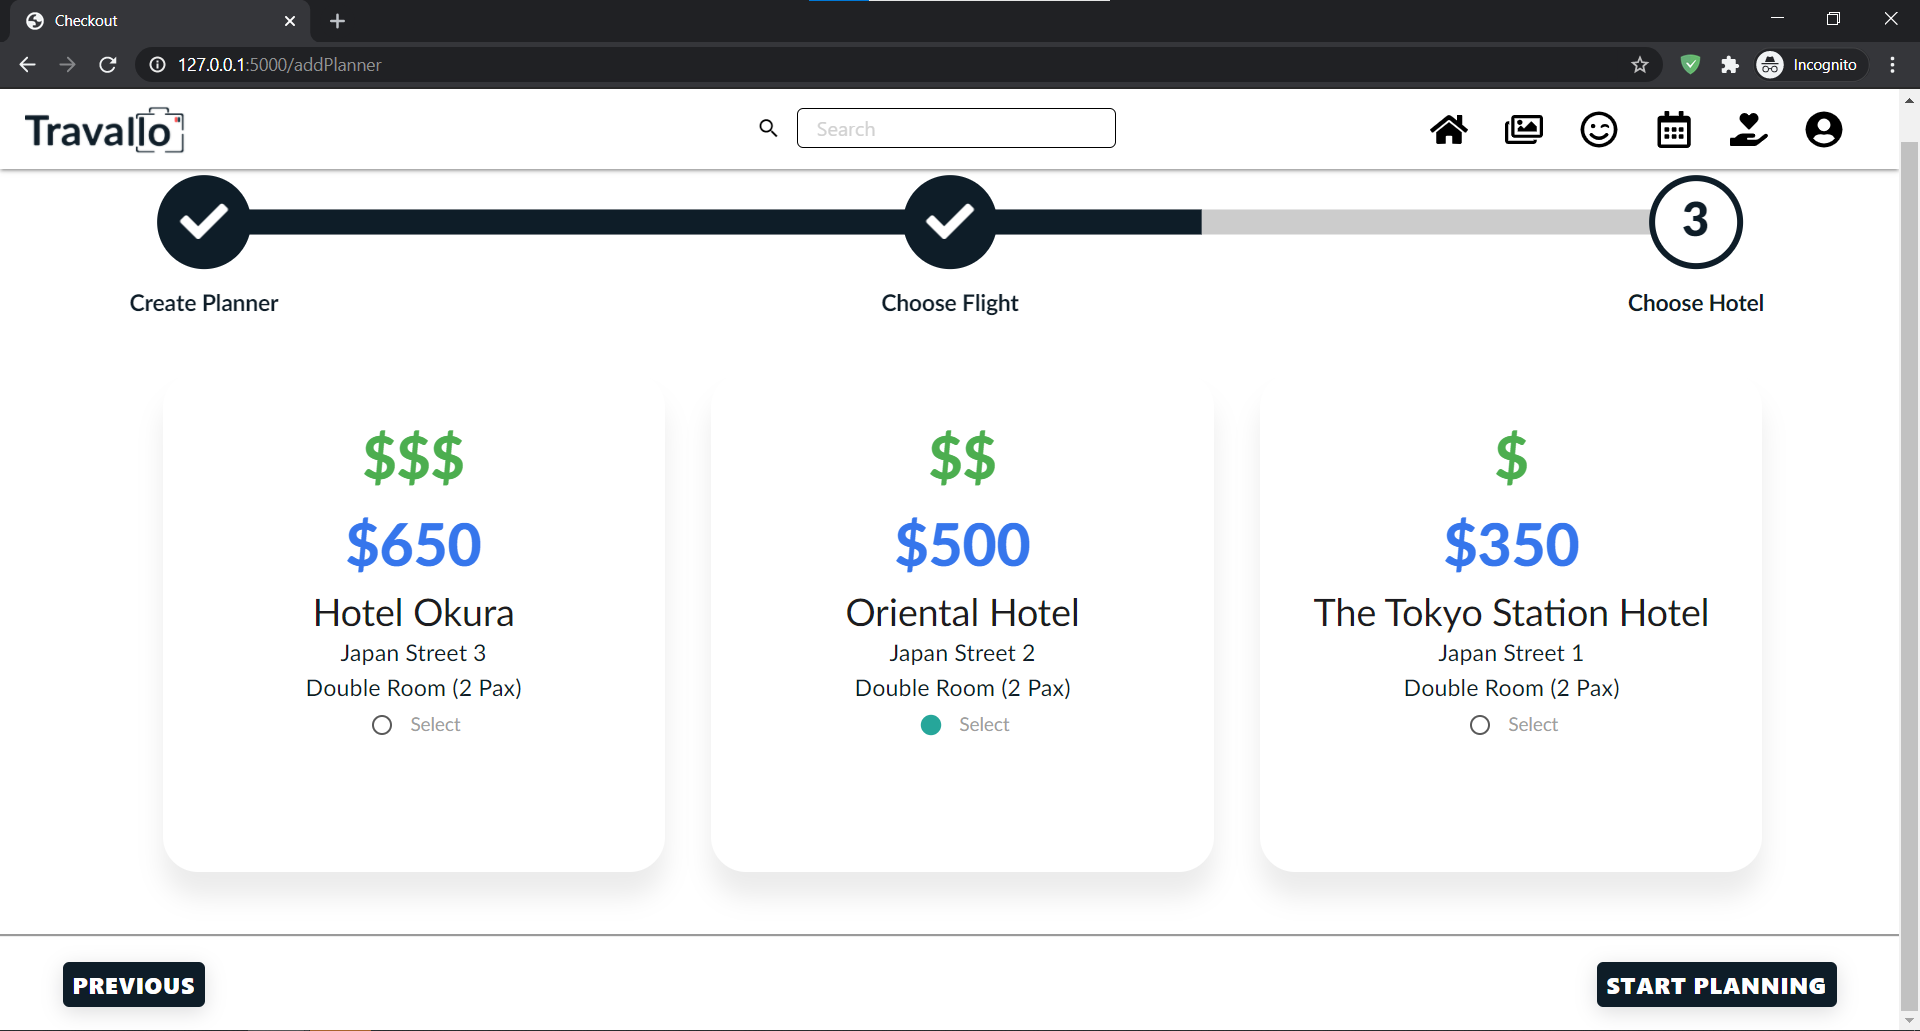 Checkout
127.0.0.1:5000/addPlanner
Incognito
Travallo
Search
3
Create Planner
Choose Flight
Choose Hotel
$$$
$650
Hotel Okura
Japan Street 3
Double Room (2 Pax)
Select
$$
$500
Oriental Hotel
Japan Street 2
Double Room (2 Pax)
Select
$
$350
The Tokyo Station Hotel
Japan Street 1
Double Room (2 Pax)
Select
PREVIOUS
START PLANNING